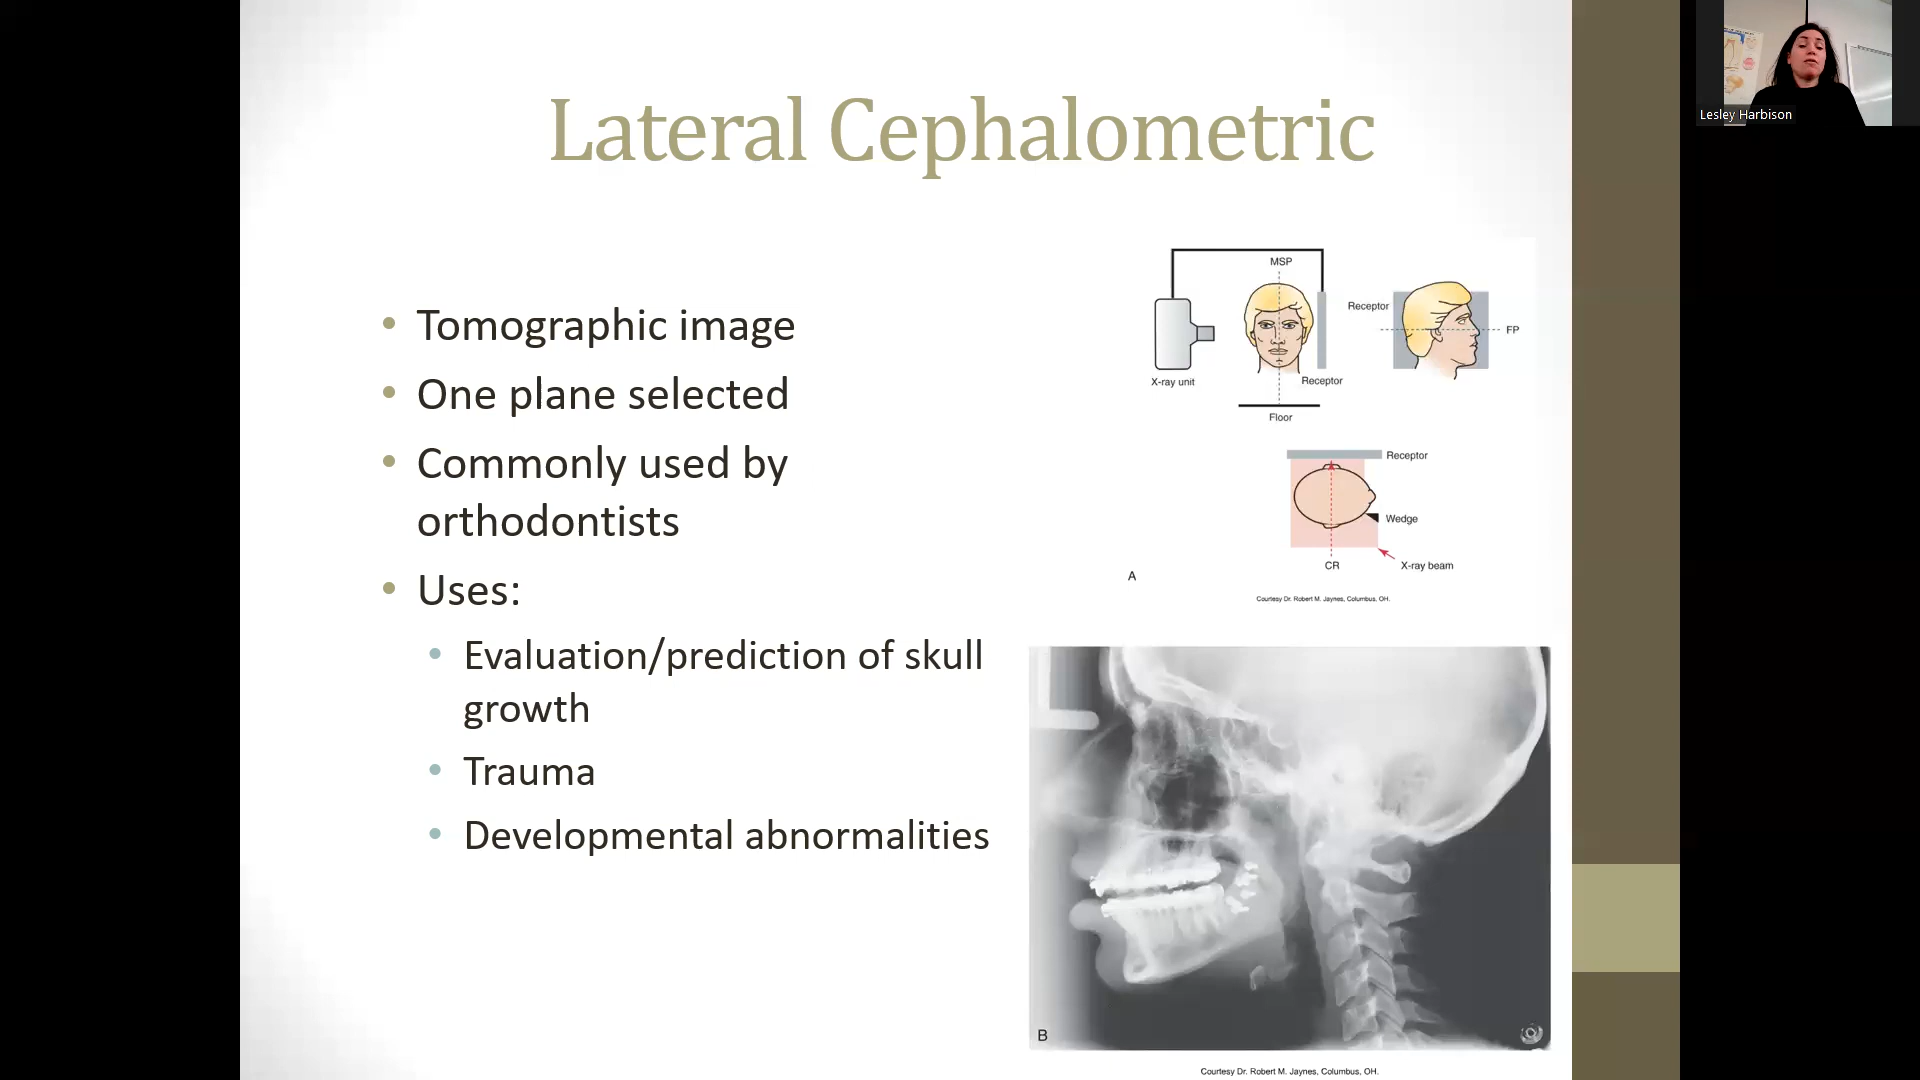 Lateral Cephalometric
Lesley Harbison
• Tomographic image
• One plane selected
• Commonly used by
orthodontists
• Uses:
• Evaluation/prediction of skull
growth
• Trauma
• Developmental abnormalities
MSP
Receptor
FP
X-ray unit
Receptor
Floor
Receptor
Wedge
CR
X-ray beam
A
Courtesy Dr. Robert M. Jaynes, Columbus, OH.
B
Courtesy Dr. Robert M. Jaynes, Columbus, OH.